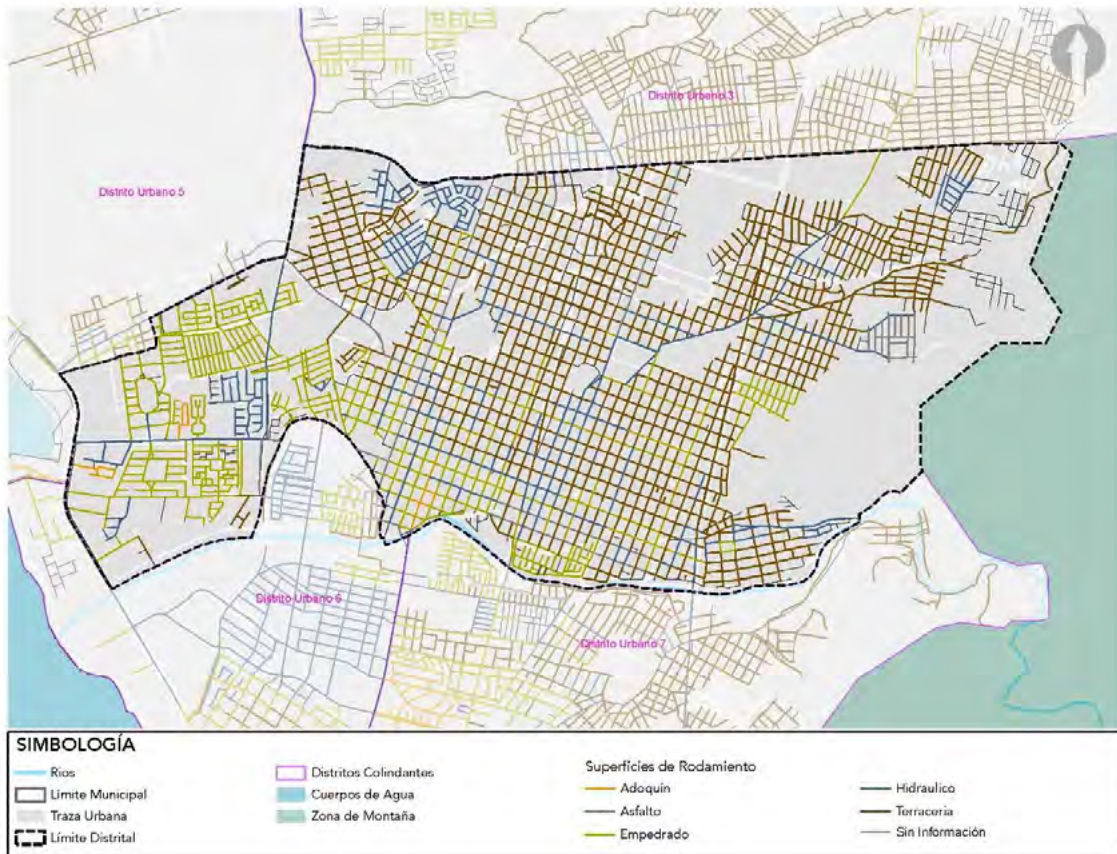 Distrito Urbano 3
Distrito Urbano 5
Distrito Urbano 6
Distrito Urbano 7
SIMBOLOGÍA
Ríos
Límite Municipal
Traza Urbana
Límite Distrital
Distritos Colindantes
Cuerpos de Agua
Zona de Montaña
Superficies de Rodamiento
Adoquín
Asfalto
Empedrado
Hidraulico
Terraceria
Sin Información